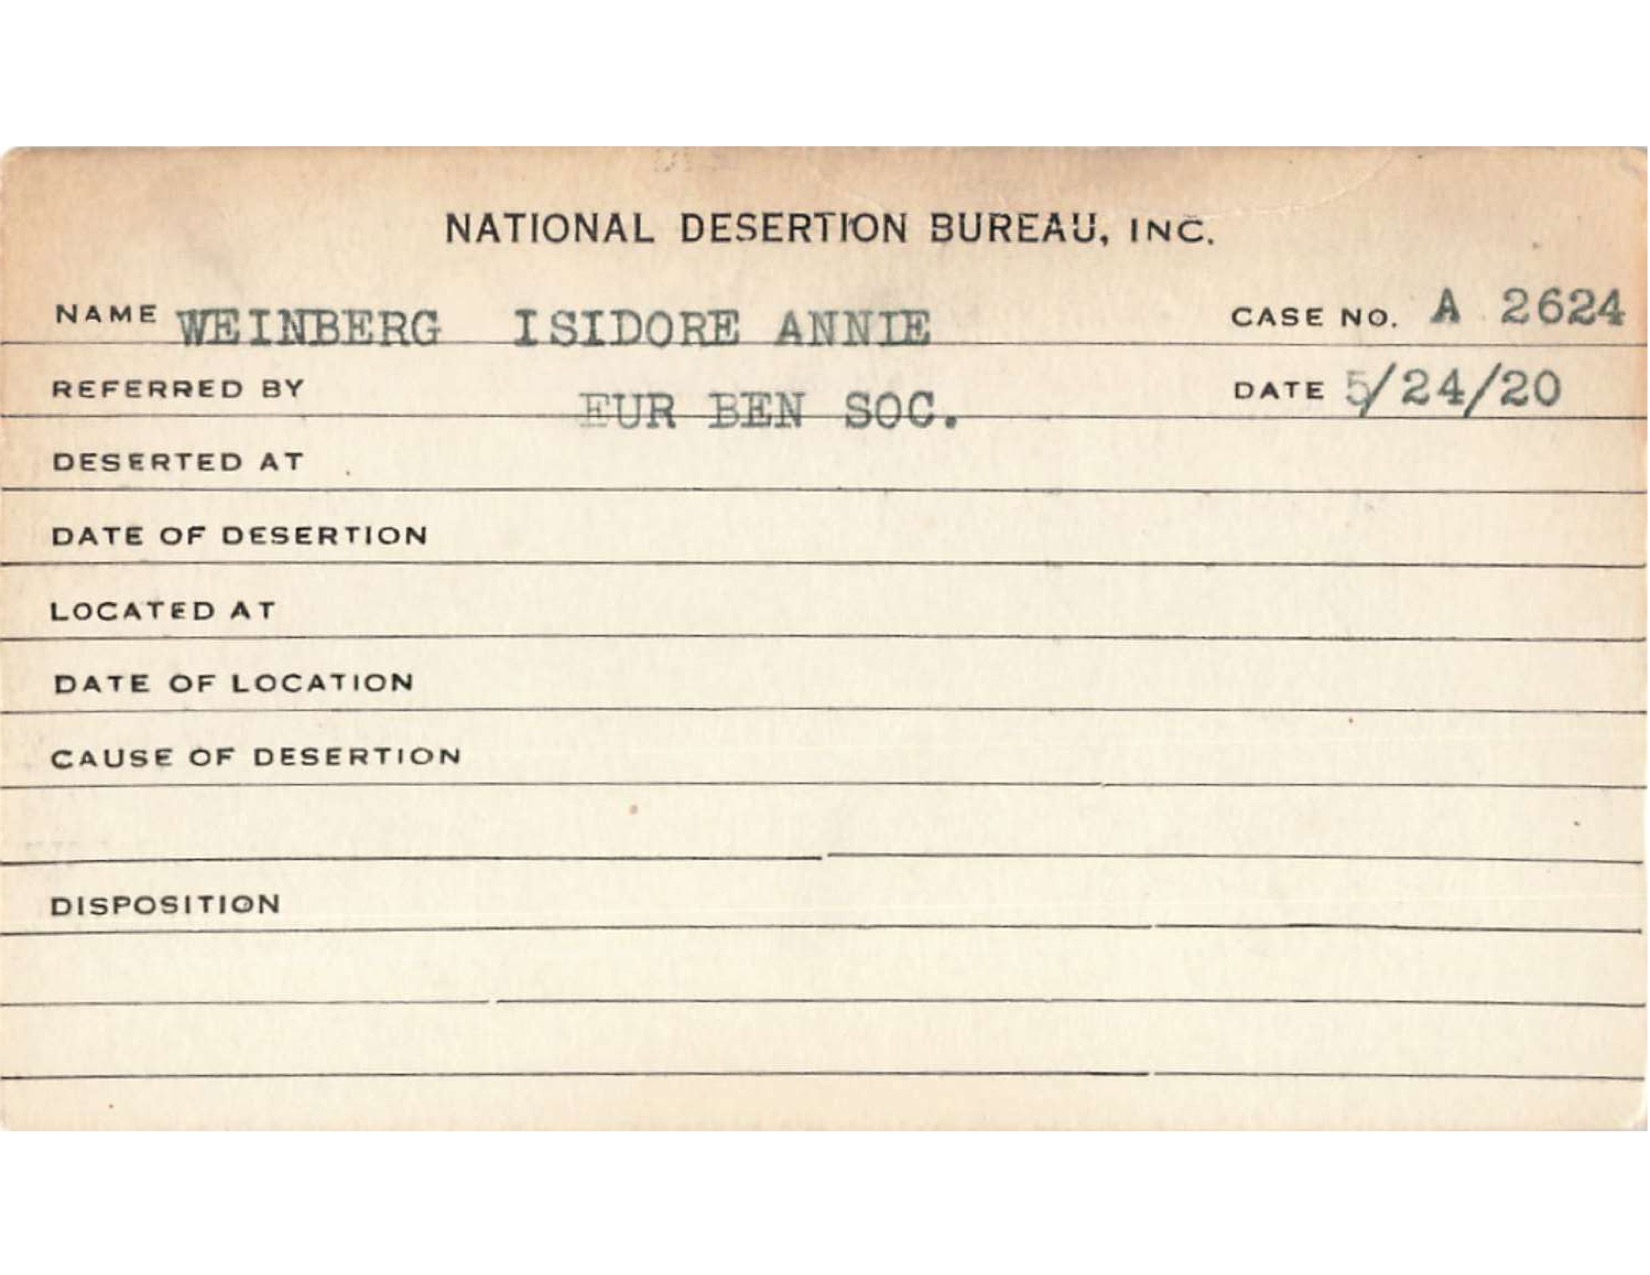 NATIONAL DESERTION BUREAU, INC.
NAME WEINBERG ISIDORE ANNIE CASE NO. A 2624
REFERRED BY EUR BEN SOC. DATE 5/24/20
DESERTED AT
DATE OF DESERTION
LOCATED AT
DATE OF LOCATION
CAUSE OF DESERTION
DISPOSITION